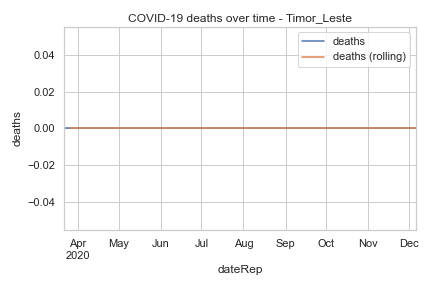 COVID-19 deaths over time - Timor_Leste
deaths
deaths (rolling)
0.04
0.02
0.00
−0.02
−0.04
deaths
Apr May Jun Jul Aug Sep Oct Nov Dec
2020
dateRep